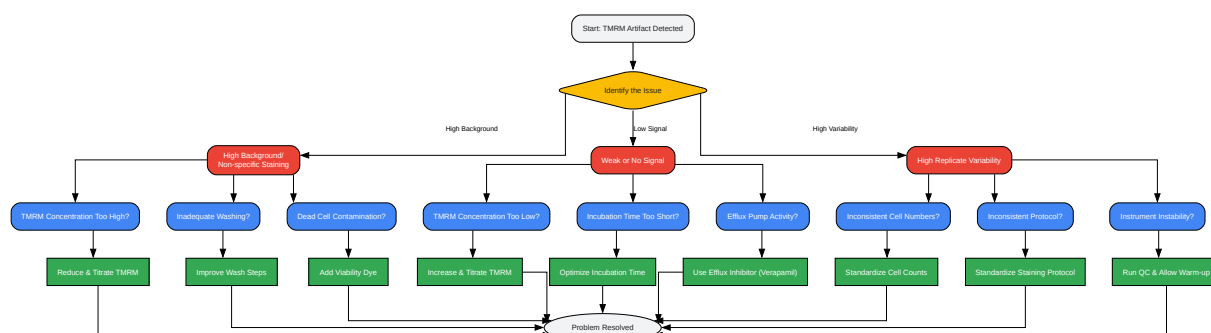 Start: TMRM Artifact Detected
Identify the Issue
High Background
Low Signal
High Variability
High Background/
Non-specific Staining
Weak or No Signal
High Replicate Variability
TMRM Concentration Too High?
Inadequate Washing?
Dead Cell Contamination?
TMRM Concentration Too Low?
Incubation Time Too Short?
Efflux Pump Activity?
Inconsistent Cell Numbers?
Inconsistent Protocol?
Instrument Instability?
Reduce & Titrate TMRM
Improve Wash Steps
Add Viability Dye
Increase & Titrate TMRM
Optimize Incubation Time
Use Efflux Inhibitor (Verapamil)
Standardize Cell Counts
Standardize Staining Protocol
Run QC & Allow Warm-up
Problem Resolved